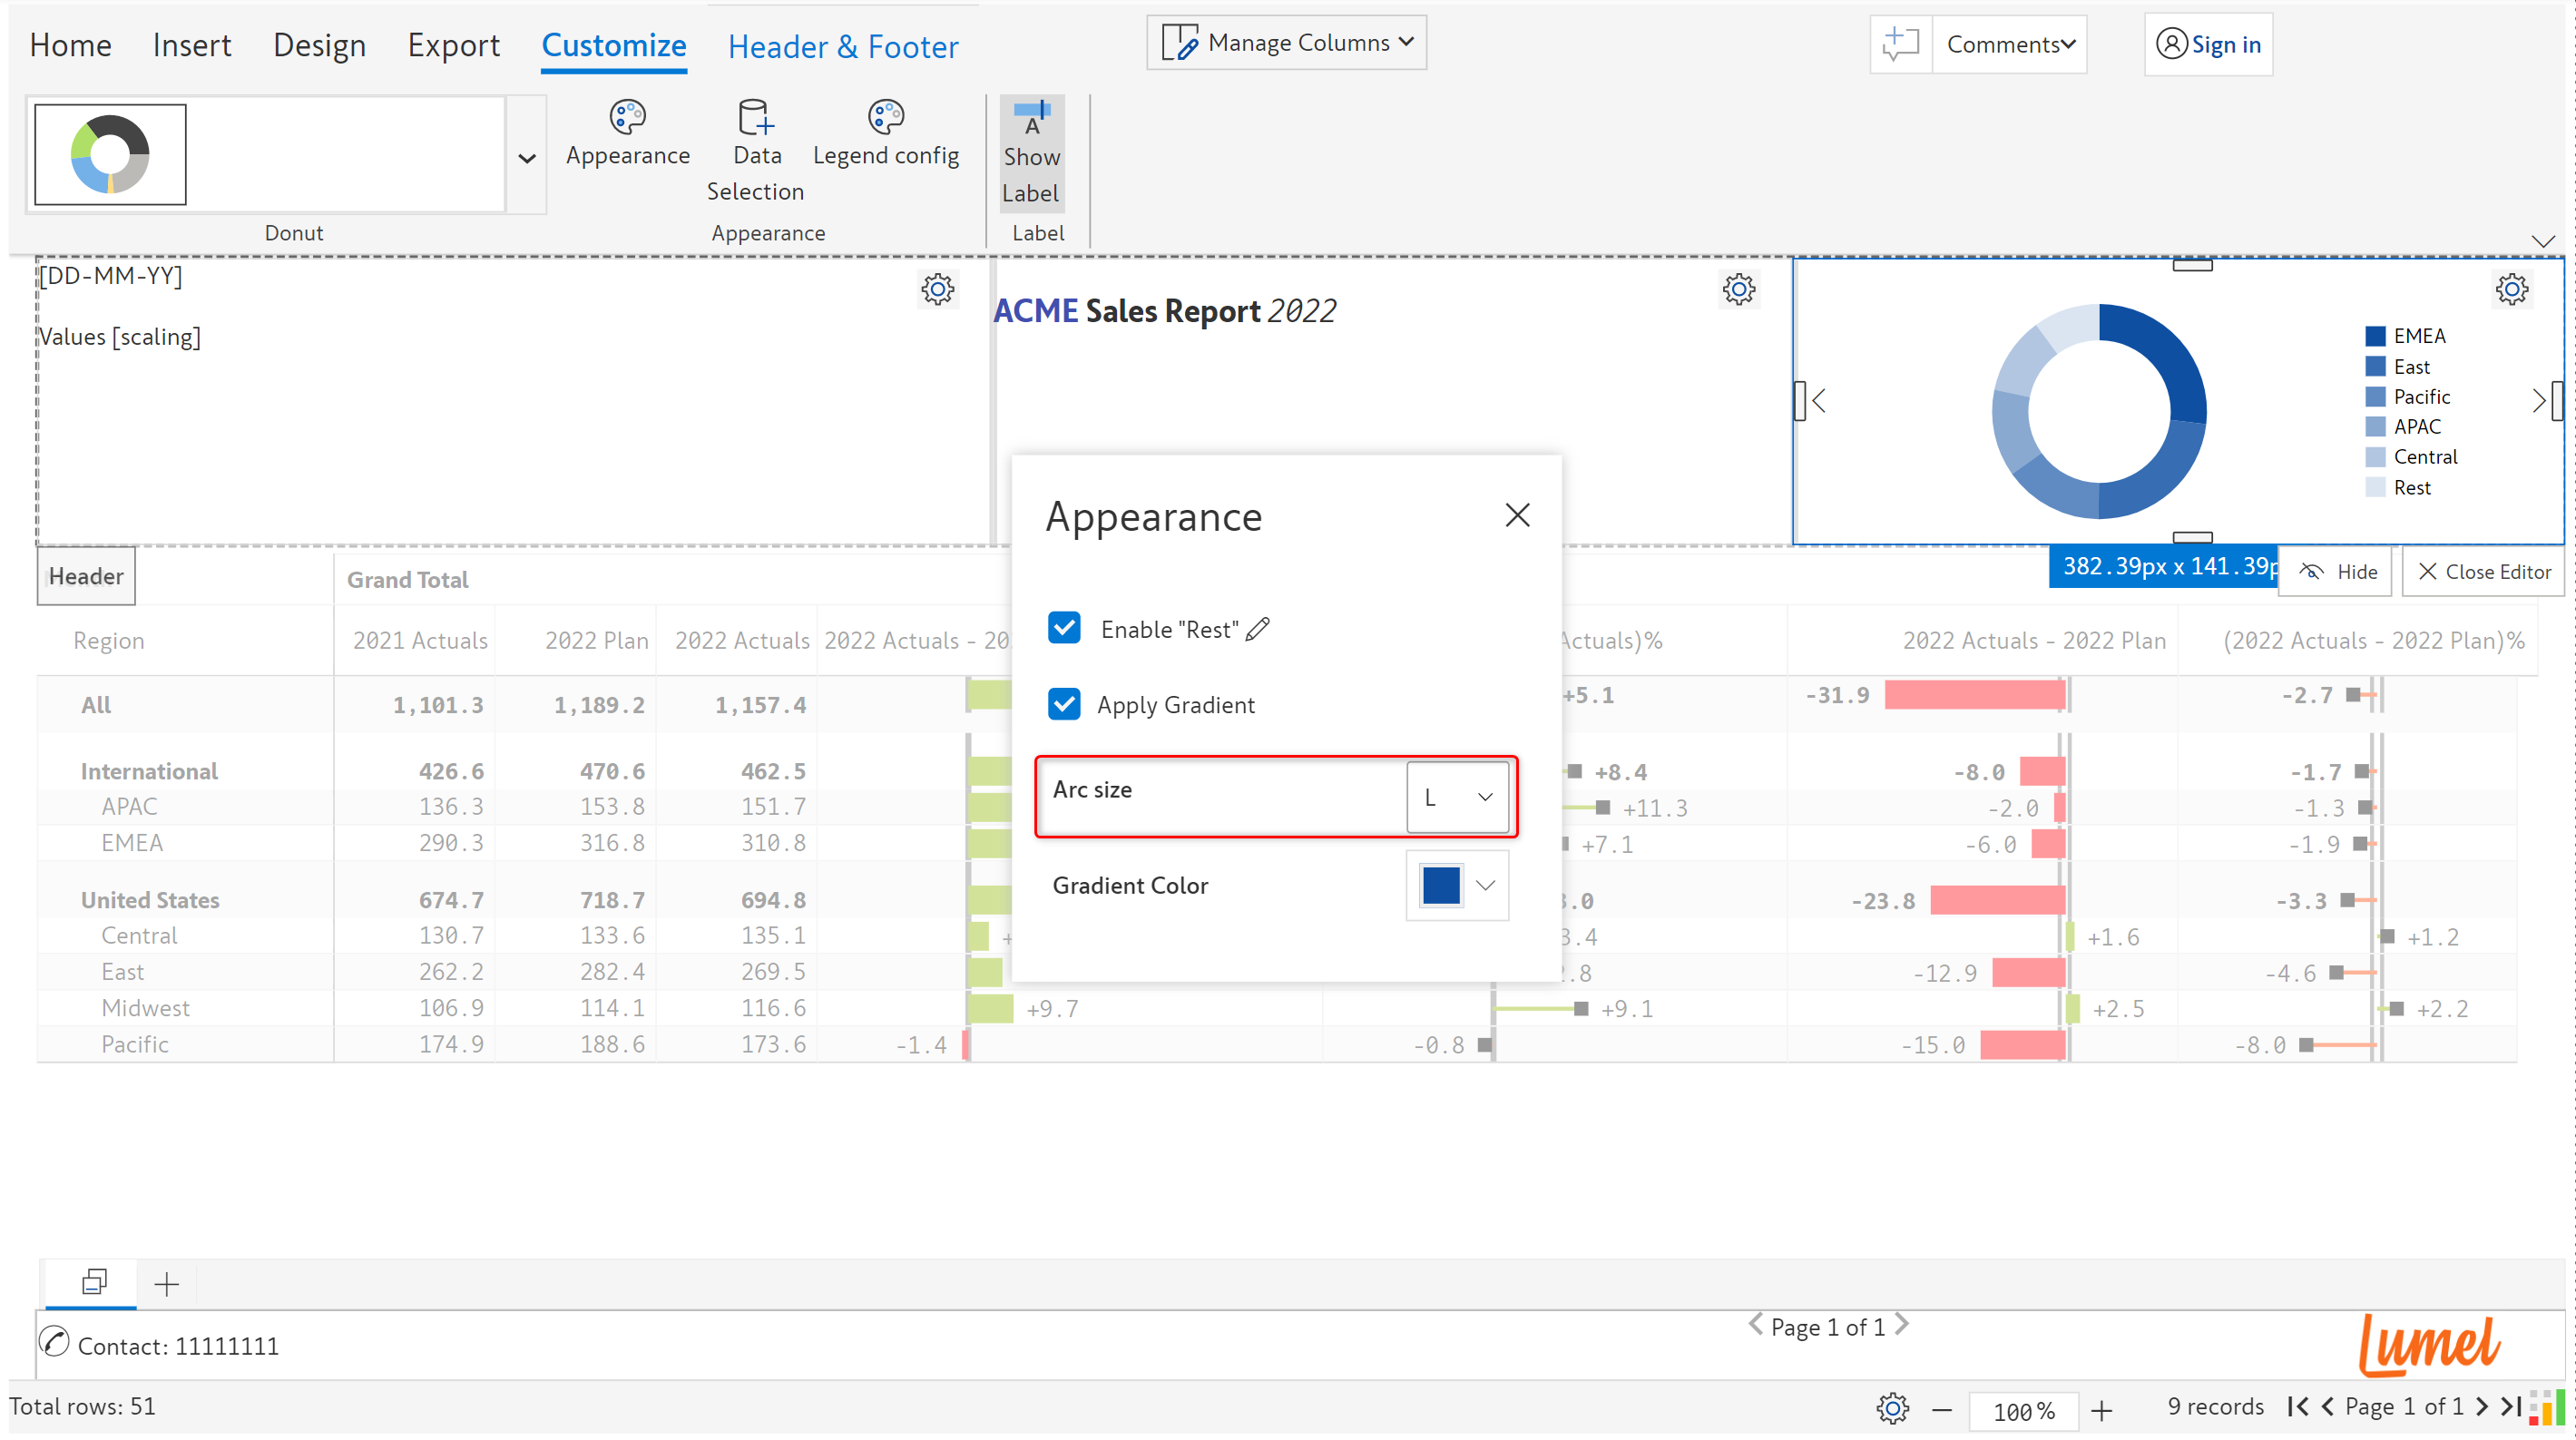 Home Insert Design Export Customize Header & Footer Manage Columns Comments Sign in
Appearance Data Selection Legend config Show Label
A
Donut Appearance Label
[DD-MM-YY]
Values [scaling]
ACME Sales Report 2022
EMEA
East
Pacific
APAC
Central
Rest
382.39px x 141.39p Hide Close Editor
Header
Grand Total
Region 2021 Actuals 2022 Plan 2022 Actuals 2022 Actuals - 20 Actuals)% 2022 Actuals - 2022 Plan (2022 Actuals - 2022 Plan)%
All 1,101.3 1,189.2 1,157.4 +5.1 -31.9 -2.7
International 426.6 470.6 462.5 +8.4 -8.0 -1.7
APAC 136.3 153.8 151.7 +11.3 -2.0 -1.3
EMEA 290.3 316.8 310.8 +7.1 -6.0 -1.9
United States 674.7 718.7 694.8 .0 -23.8 -3.3
Central 130.7 133.6 135.1 + .4 +1.6 +1.2
East 262.2 282.4 269.5 .8 -12.9 -4.6
Midwest 106.9 114.1 116.6 +9.7 +9.1 +2.5 +2.2
Pacific 174.9 188.6 173.6 -1.4 -0.8 -15.0 -8.0
Appearance
Enable "Rest"
Apply Gradient
Arc size L
Gradient Color
Contact: 11111111
Page 1 of 1
Lumel
Total rows: 51 100% 9 records Page 1 of 1